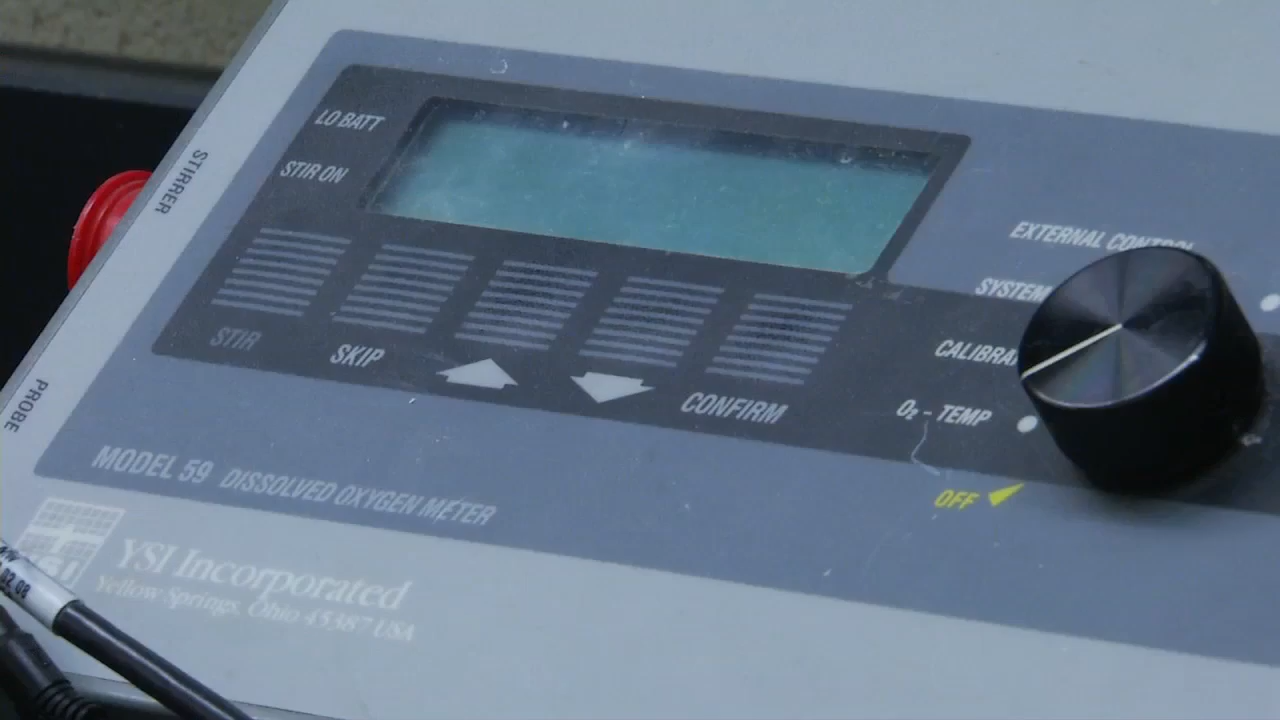 LO BATT
STIR ON
STIRRER
PROBE
EXTERNAL CONTROL
SYSTEM
O₂ - TEMP
OFF
STIR
SKIP
CONFIRM
MODEL 59 DISSOLVED OXYGEN METER
YSI Incorporated
Yellow Springs, Ohio 45387 USA